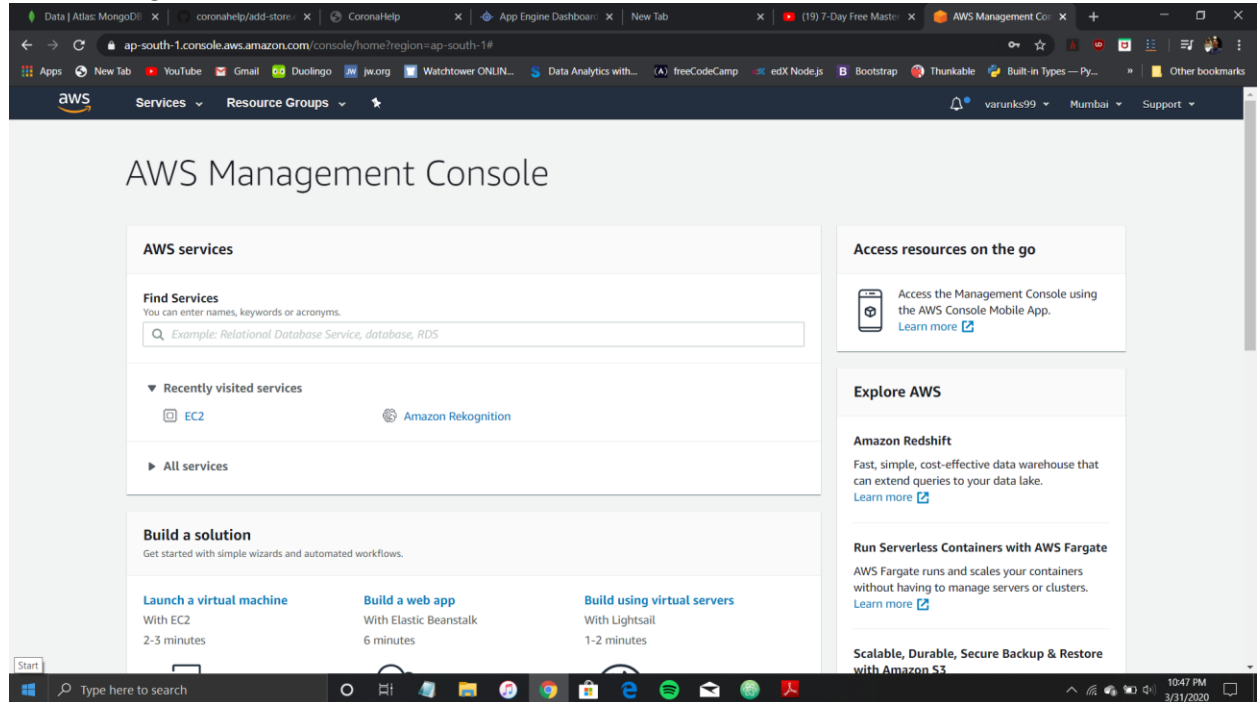 Data | Atlas: MongoDB
coronahelp/add-store.
CoronaHelp
App Engine Dashboard
New Tab
(19) 7-Day Free Master
AWS Management Con
ap-south-1.console.aws.amazon.com/console/home?region=ap-south-1#
Apps New Tab YouTube Gmail Duolingo jw.org Watchtower ONLIN... Data Analytics with... freeCodeCamp edX Node.js Bootstrap Thunkable Built-in Types — Py... » Other bookmarks
aws Services Resource Groups varunks99 Mumbai Support
AWS Management Console
AWS services
Find Services
You can enter names, keywords or acronyms.
Example: Relational Database Service, database, RDS
Recently visited services
EC2 Amazon Rekognition
All services
Build a solution
Get started with simple wizards and automated workflows.
Launch a virtual machine
With EC2
2-3 minutes
Build a web app
With Elastic Beanstalk
6 minutes
Build using virtual servers
With Lightsail
1-2 minutes
Access resources on the go
Access the Management Console using
the AWS Console Mobile App.
Learn more
Explore AWS
Amazon Redshift
Fast, simple, cost-effective data warehouse that
can extend queries to your data lake.
Learn more
Run Serverless Containers with AWS Fargate
AWS Fargate runs and scales your containers
without having to manage servers or clusters.
Learn more
Scalable, Durable, Secure Backup & Restore
with Amazon S3
Start
Type here to search
10:47 PM
3/31/2020